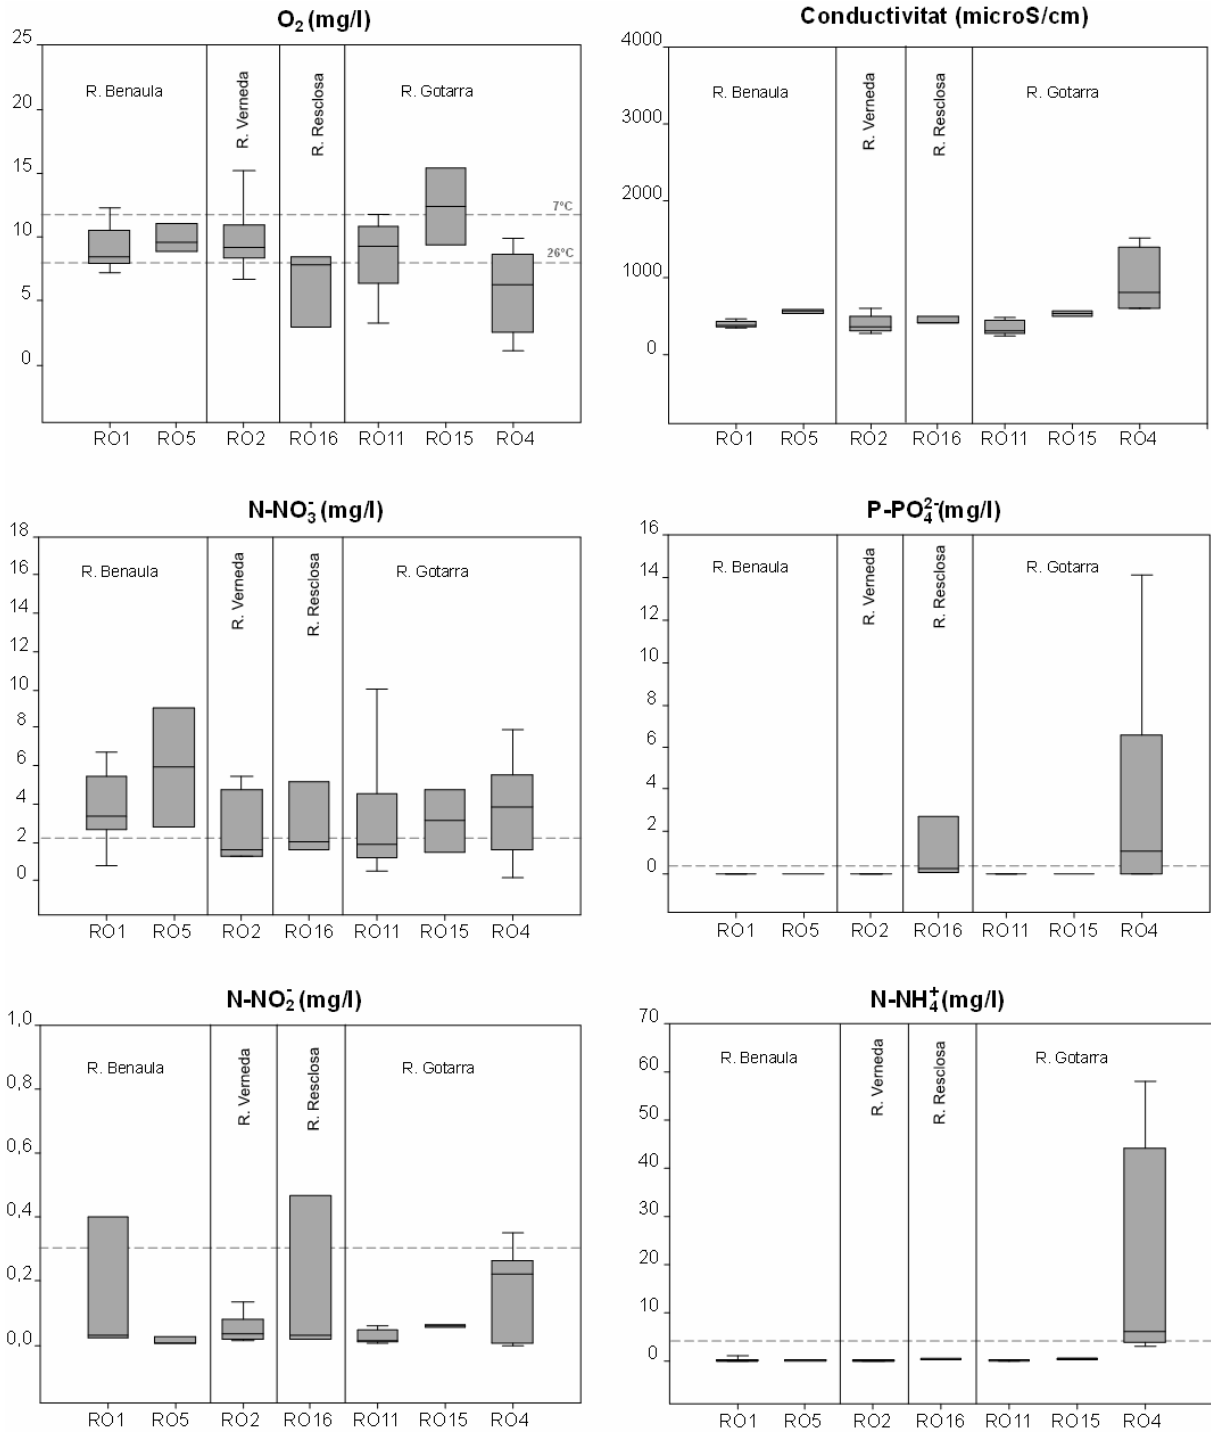 O₂ (mg/l)
25
20
15
10
5
0
R. Benaula
R. Verneda
R. Resclosa
R. Gotarra
7ºC
26ºC
RO1 RO5 RO2 RO16 RO11 RO15 RO4
Conductivitat (microS/cm)
4000
3000
2000
1000
0
R. Benaula
R. Verneda
R. Resclosa
R. Gotarra
RO1 RO5 RO2 RO16 RO11 RO15 RO4
N-NO₃⁻ (mg/l)
18
16
14
12
10
8
6
4
2
0
R. Benaula
R. Verneda
R. Resclosa
R. Gotarra
RO1 RO5 RO2 RO16 RO11 RO15 RO4
P-PO₄²⁻(mg/l)
16
14
12
10
8
6
4
2
0
R. Benaula
R. Verneda
R. Resclosa
R. Gotarra
RO1 RO5 RO2 RO16 RO11 RO15 RO4
N-NO₂⁻ (mg/l)
1,0
0,8
0,6
0,4
0,2
0,0
R. Benaula
R. Verneda
R. Resclosa
R. Gotarra
RO1 RO5 RO2 RO16 RO11 RO15 RO4
N-NH₄⁺(mg/l)
70
60
50
40
30
20
10
0
R. Benaula
R. Verneda
R. Resclosa
R. Gotarra
RO1 RO5 RO2 RO16 RO11 RO15 RO4